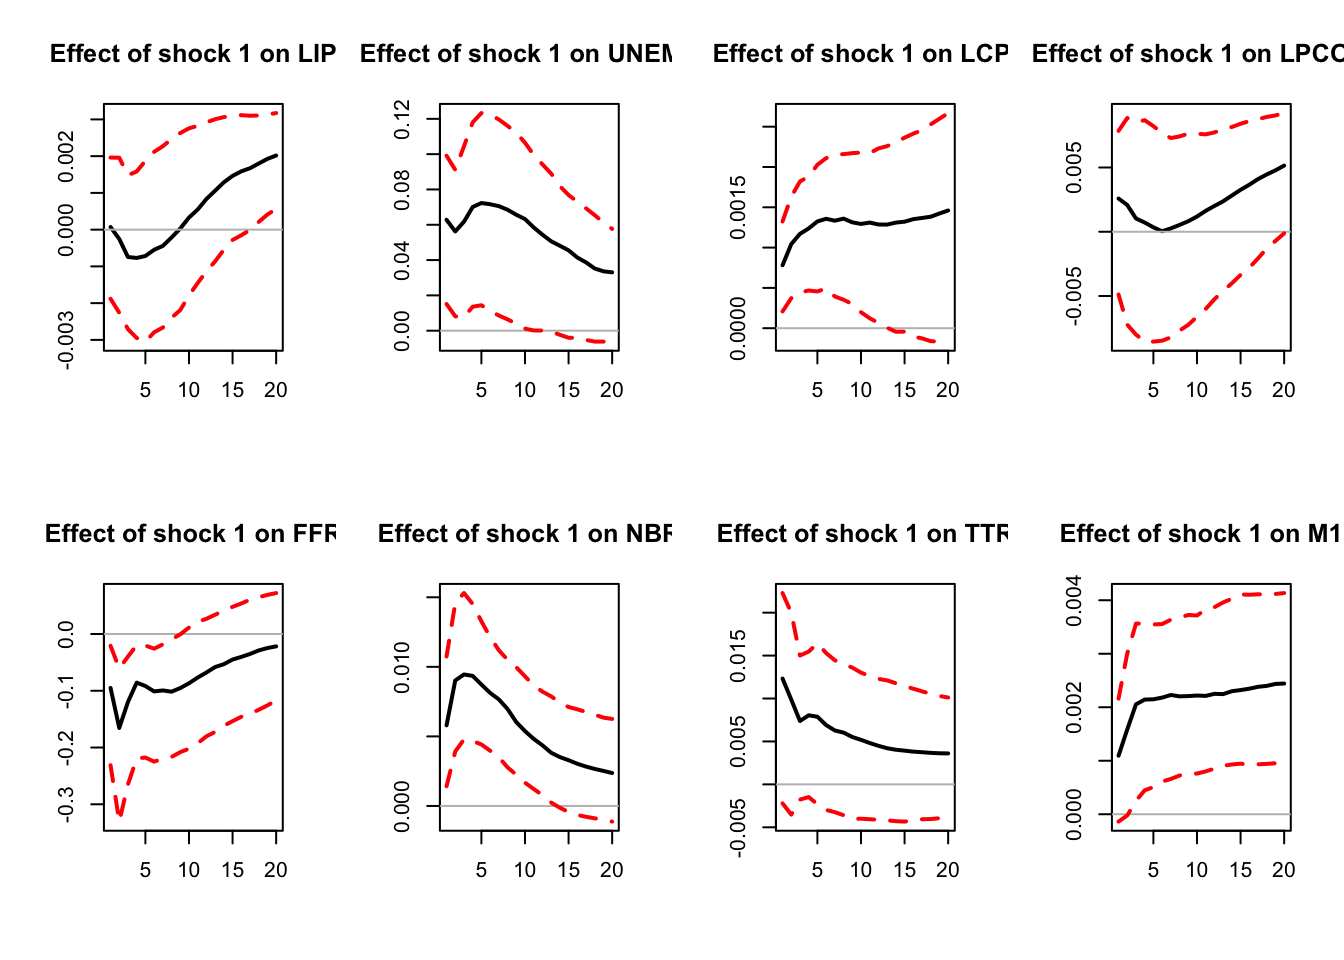 Effect of shock 1 on LIP
Effect of shock 1 on UNEM
Effect of shock 1 on LCP
Effect of shock 1 on LPCO
0.002
0.000
-0.003
5 10 15 20
0.12
0.08
0.04
0.00
5 10 15 20
0.0015
0.0000
5 10 15 20
0.005
-0.005
5 10 15 20
Effect of shock 1 on FFR
Effect of shock 1 on NBR
Effect of shock 1 on TTR
Effect of shock 1 on M1
0.0
-0.1
-0.2
-0.3
5 10 15 20
0.010
0.000
5 10 15 20
0.015
0.005
-0.005
5 10 15 20
0.004
0.002
0.000
5 10 15 20